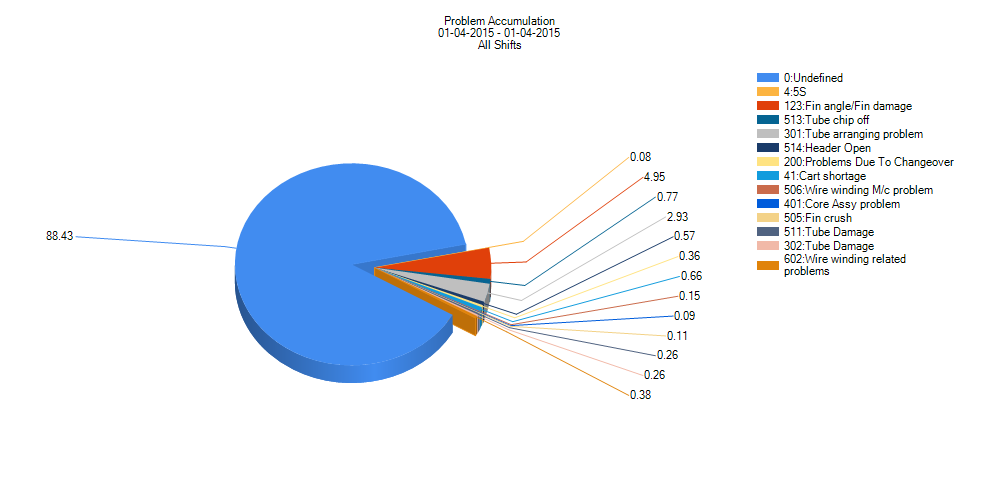 Problem Accumulation
01-04-2015 - 01-04-2015
All Shifts
0:Undefined
4:5S
123:Fin angle/Fin damage
513:Tube chip off
301:Tube arranging problem
514:Header Open
200:Problems Due To Changeover
41:Cart shortage
506:Wire winding M/c problem
401:Core Assy problem
505:Fin crush
511:Tube Damage
302:Tube Damage
602:Wire winding related
problems
88.43
0.08
4.95
0.77
2.93
0.57
0.36
0.66
0.15
0.09
0.11
0.26
0.26
0.38